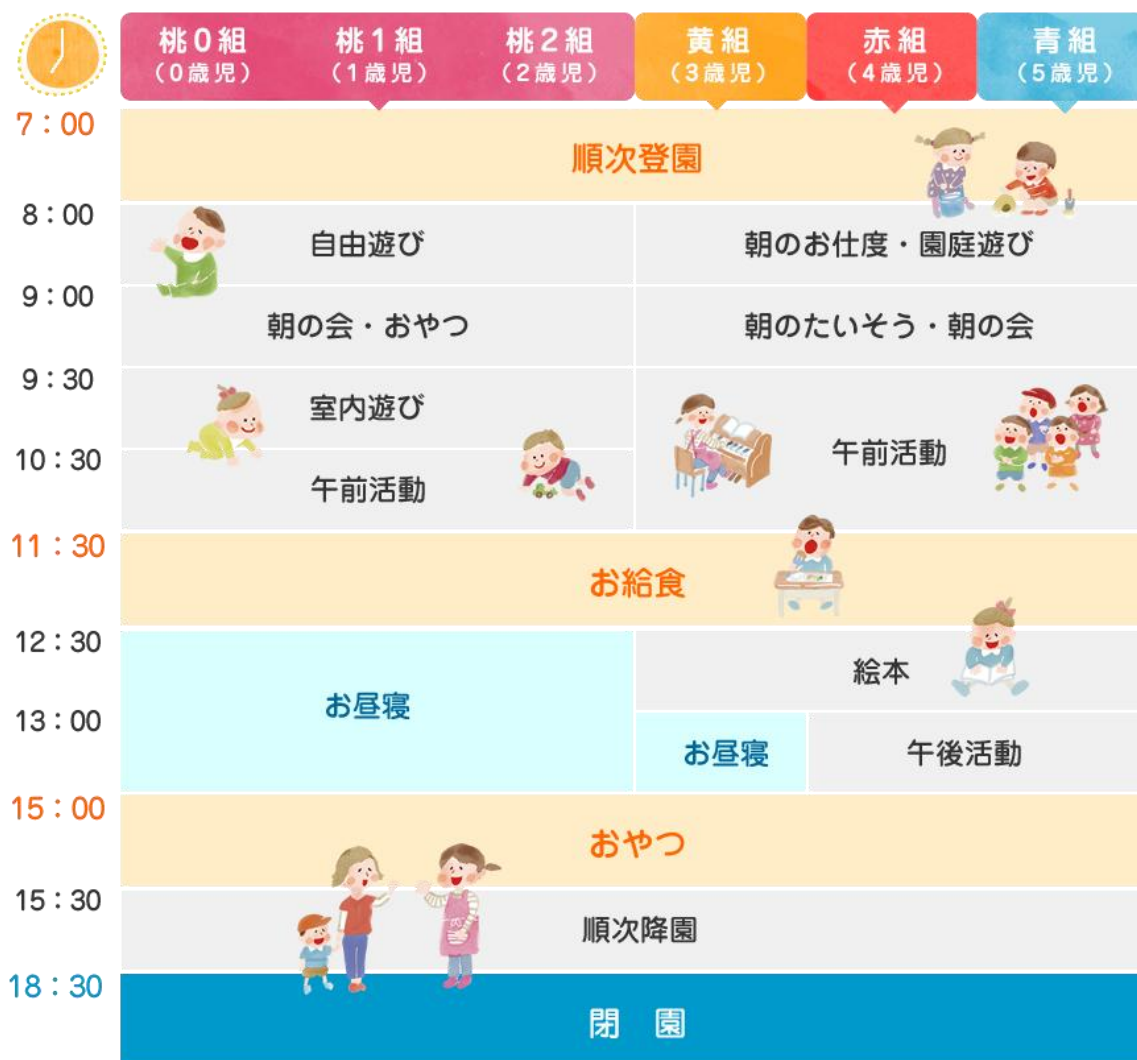 桃0組 桃1組 桃2組 黄組 赤組 青組
(0歳児) (1歳児) (2歳児) (3歳児) (4歳児) (5歳児)
7:00
順次登園
8:00
自由遊び 朝のお仕度・園庭遊び
9:00
朝の会・おやつ 朝のたいそう・朝の会
9:30
室内遊び
午前活動
10:30
午前活動
11:30
お給食
12:30
絵本
お昼寝
13:00
お昼寝 午後活動
15:00
おやつ
15:30
順次降園
18:30
閉 園